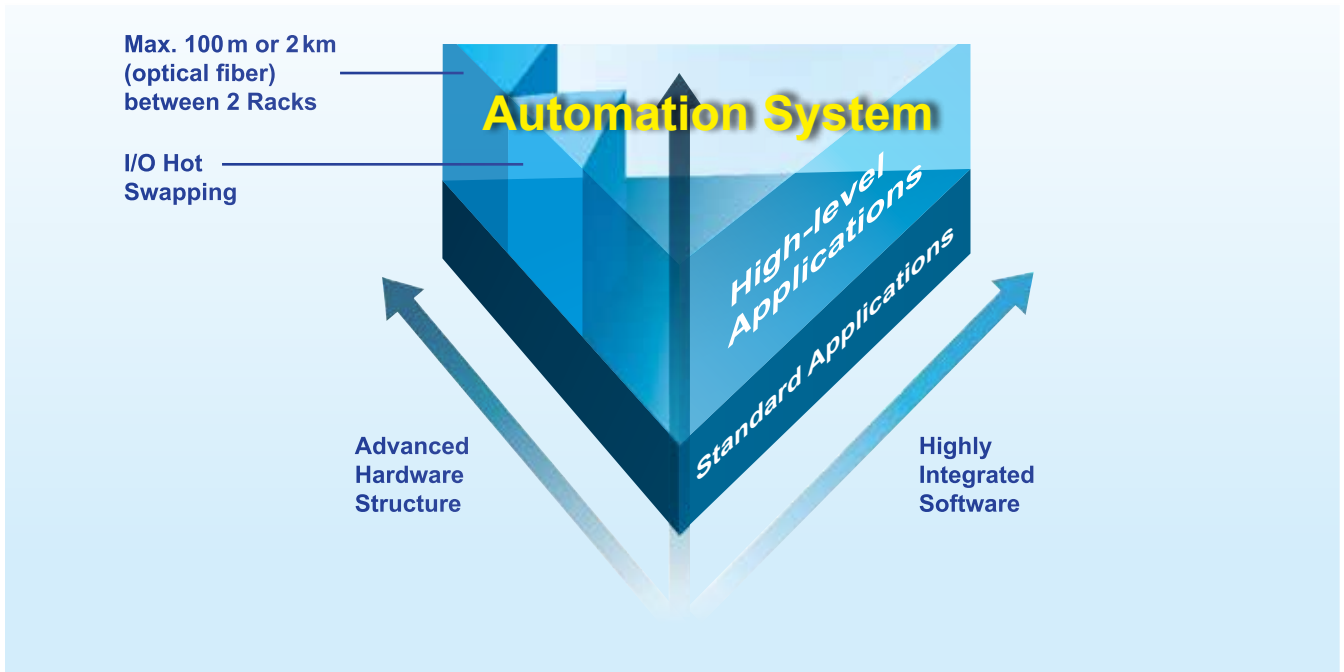 Max. 100 m or 2 km
(optical fiber)
between 2 Racks
Automation System
I/O Hot
Swapping
High-level
Applications
Standard Applications
Advanced
Hardware
Structure
Highly
Integrated
Software